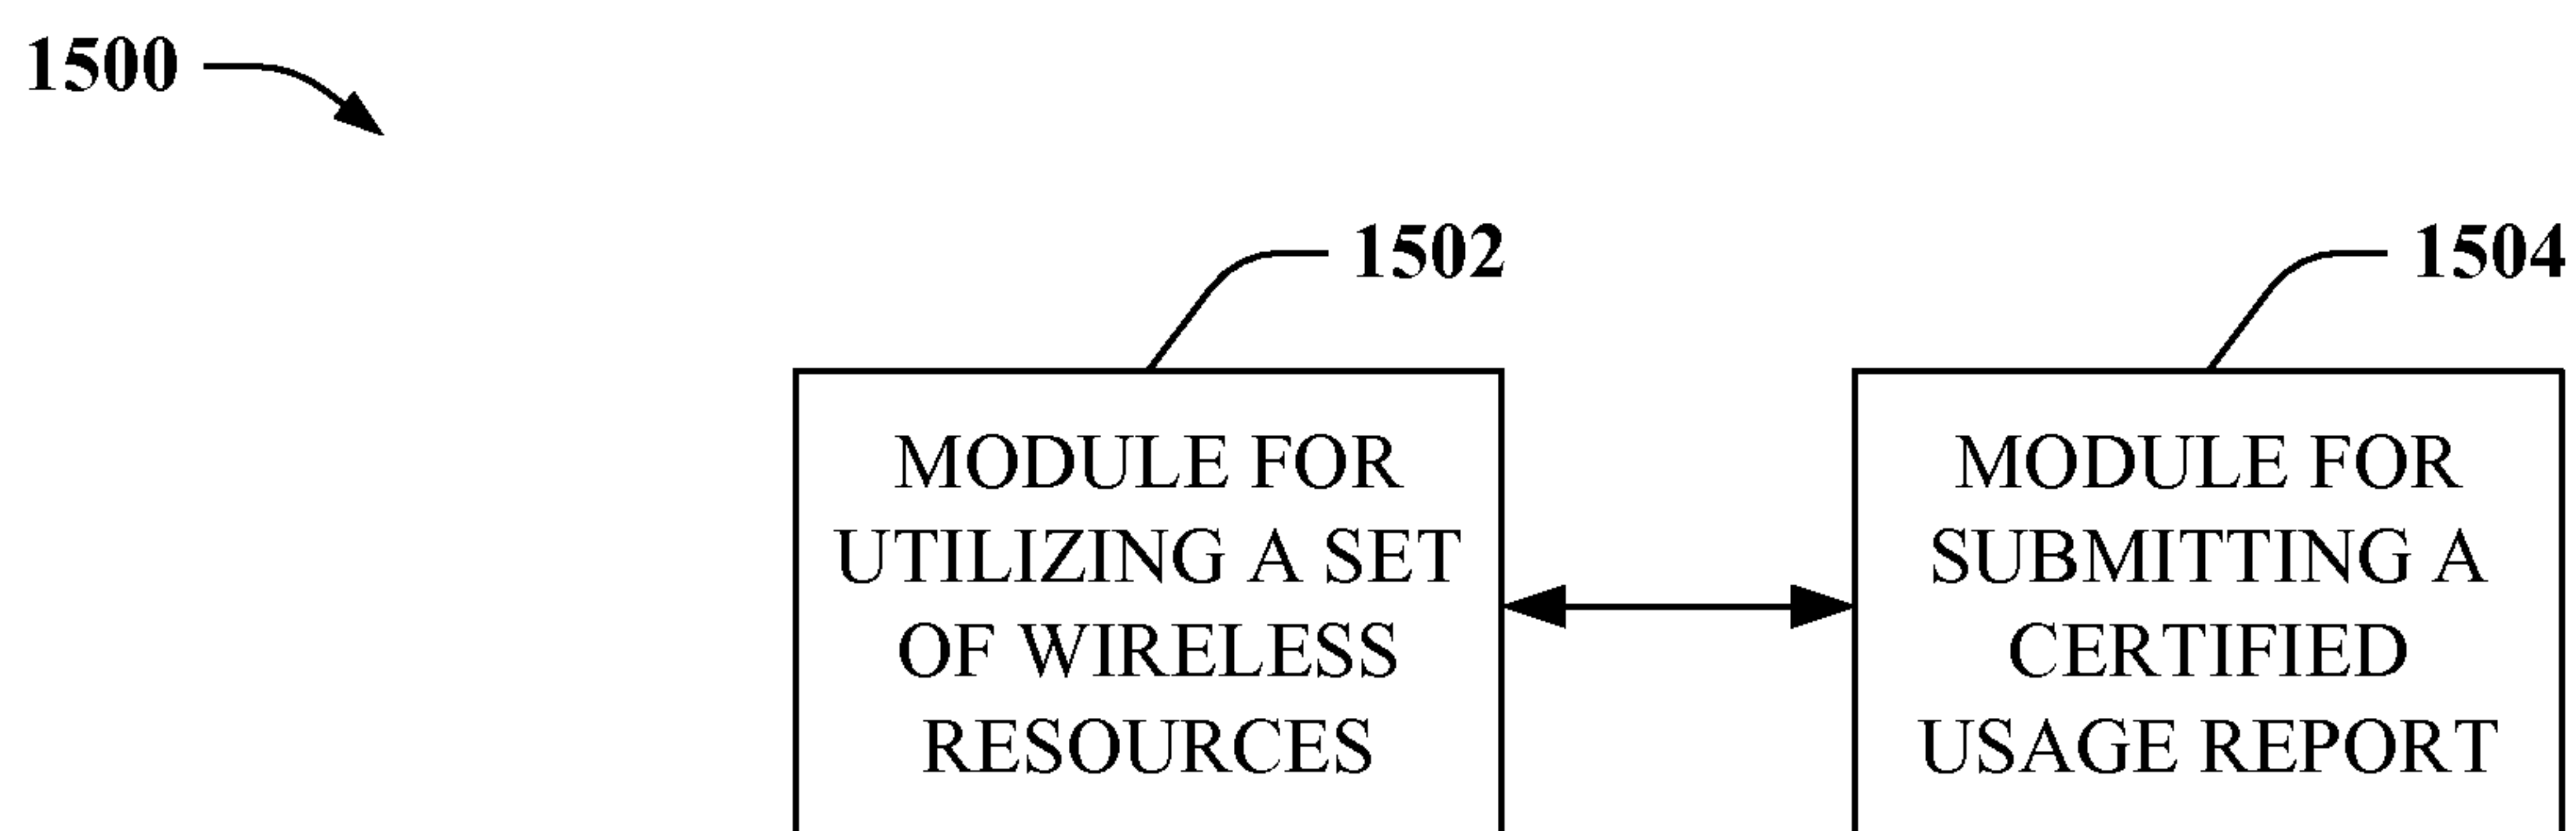 1500
1502
1504
MODULE FOR
UTILIZING A SET
OF WIRELESS
RESOURCES
MODULE FOR
SUBMITTING A
CERTIFIED
USAGE REPORT